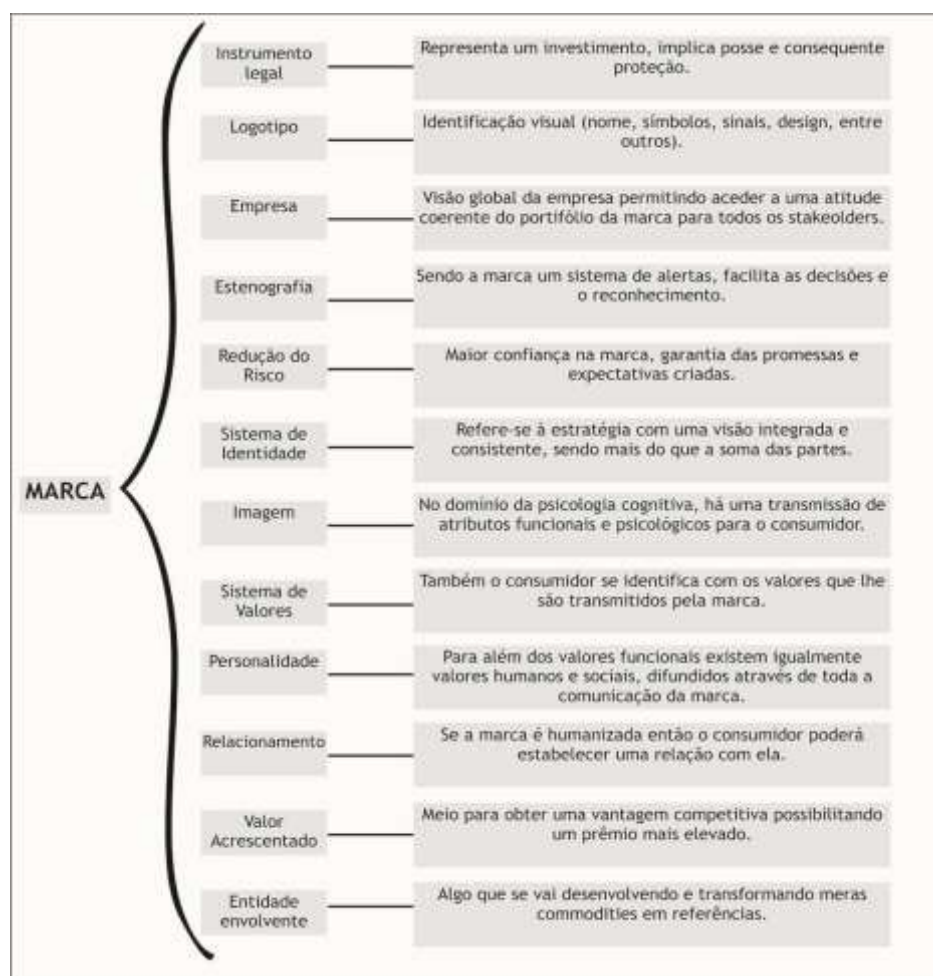 Instrumento
legal
Representa um investimento, implica posse e consequente
proteção.
Logotipo
Identificação visual (nome, símbolos, sinais, design, entre
outros).
Empresa
Visão global da empresa permitindo aceder a uma atitude
coerente do portifólio da marca para todos os stakeolders.
Estenografia
Sendo a marca um sistema de alertas, facilita as decisões e
o reconhecimento.
Redução do
Risco
Maior confiança na marca, garantia das promessas e
expectativas criadas.
Sistema de
Identidade
Refere-se à estratégia com uma visão integrada e
consistente, sendo mais do que a soma das partes.
MARCA
Imagem
No domínio da psicologia cognitiva, há uma transmissão de
atributos funcionais e psicológicos para o consumidor.
Sistema de
Valores
Também o consumidor se identifica com os valores que lhe
são transmitidos pela marca.
Personalidade
Para além dos valores funcionais existem igualmente
valores humanos e sociais, difundidos através de toda a
comunicação da marca.
Relacionamento
Se a marca é humanizada então o consumidor poderá
estabelecer uma relação com ela.
Valor
Acrescentado
Meio para obter uma vantagem competitiva possibilitando
um prêmio mais elevado.
Entidade
envolvente
Algo que se vai desenvolvendo e transformando meras
commodities em referências.